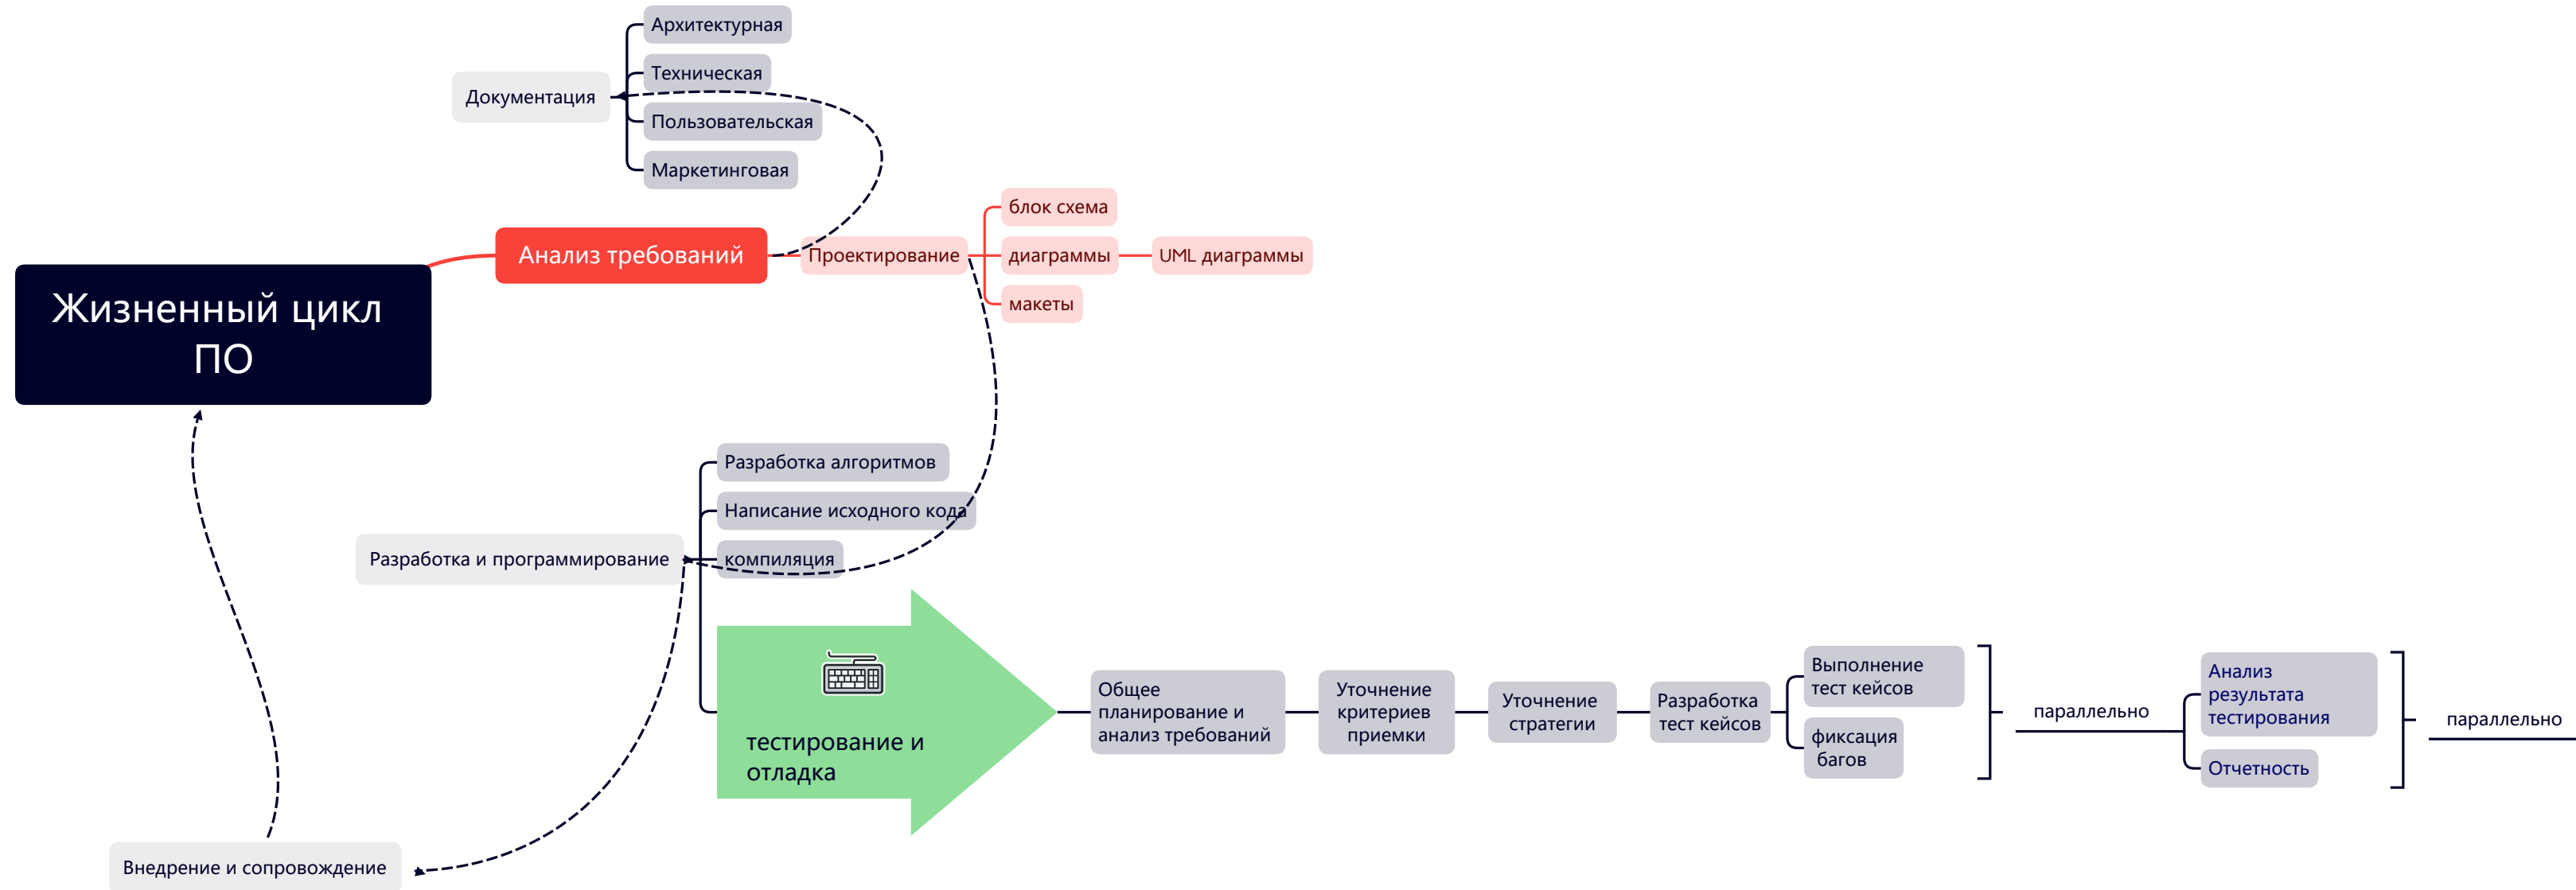 Архитектурная
Техническая
Документация
Пользовательская
Маркетинговая
блок схема
Анализ требований
Проектирование
диаграммы
UML диаграммы
макеты
Жизненный цикл
ПО
Разработка алгоритмов
Написание исходного кода
Разработка и программирование
компиляция
тестирование и
отладка
Общее
планирование и
анализ требований
Уточнение
критериев
приемки
Уточнение
стратегии
Разработка
тест кейсов
Выполнение
тест кейсов
фиксация
багов
параллельно
Анализ
результата
тестирования
Отчетность
параллельно
Внедрение и сопровождение